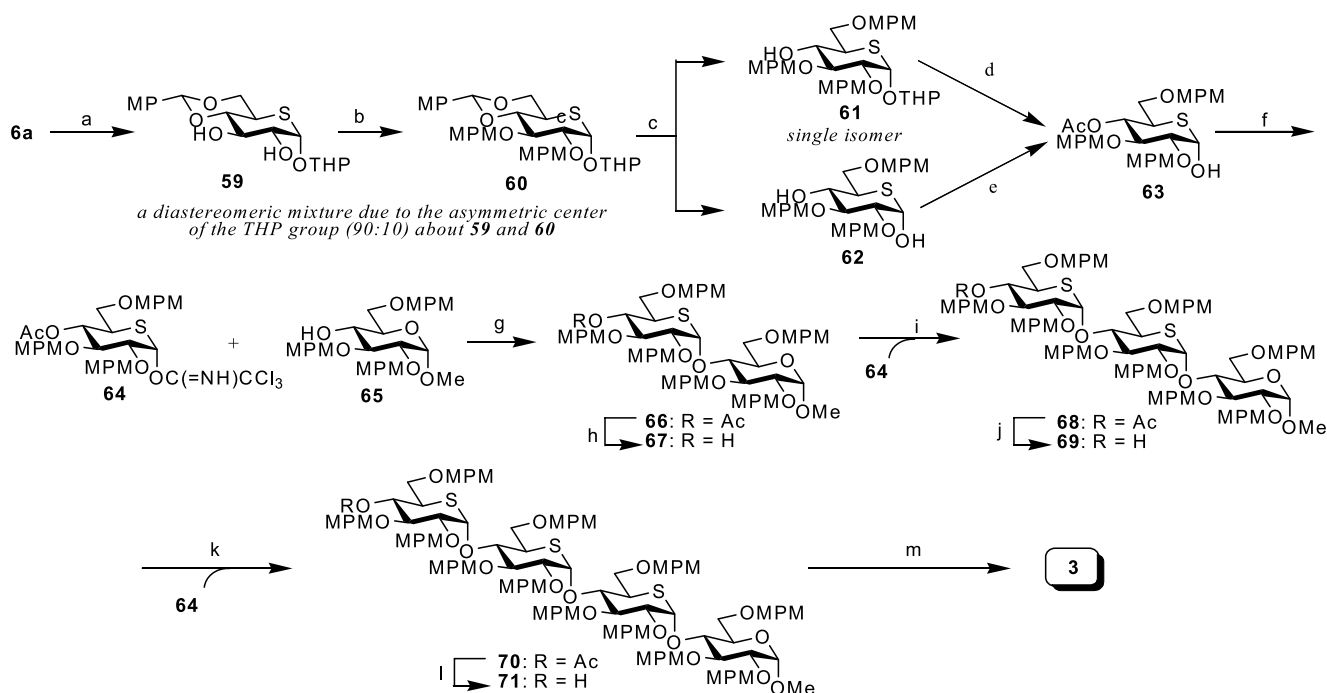 6a
a
MP
O
O
S
HO
HO
OTHP
59
b
MP
O
O
S
c
MPMO
MPMO
OTHP
60
a diastereomeric mixture due to the asymmetric center
of the THP group (90:10) about 59 and 60
c
OMPM
HO
S
MPMO
MPMO
OTHP
61
single isomer
OMPM
HO
S
MPMO
MPMO
OH
62
d
e
OMPM
AcO
S
MPMO
MPMO
OH
63
f
OMPM
AcO
S
MPMO
MPMO
OC(=NH)CCl3
64
+
OMPM
HO
O
MPMO
MPMO
OMe
65
g
OMPM
RO
S
MPMO
MPMO
O
OMPM
O
MPMO
MPMO
OMe
66: R = Ac
h
67: R = H
i
64
OMPM
RO
S
MPMO
MPMO
O
OMPM
S
MPMO
MPMO
O
OMPM
O
MPMO
MPMO
OMe
68: R = Ac
j
69: R = H
k
64
OMPM
RO
S
MPMO
MPMO
O
OMPM
S
MPMO
MPMO
O
OMPM
S
MPMO
MPMO
O
OMPM
O
MPMO
MPMO
OMe
70: R = Ac
l
71: R = H
m
3